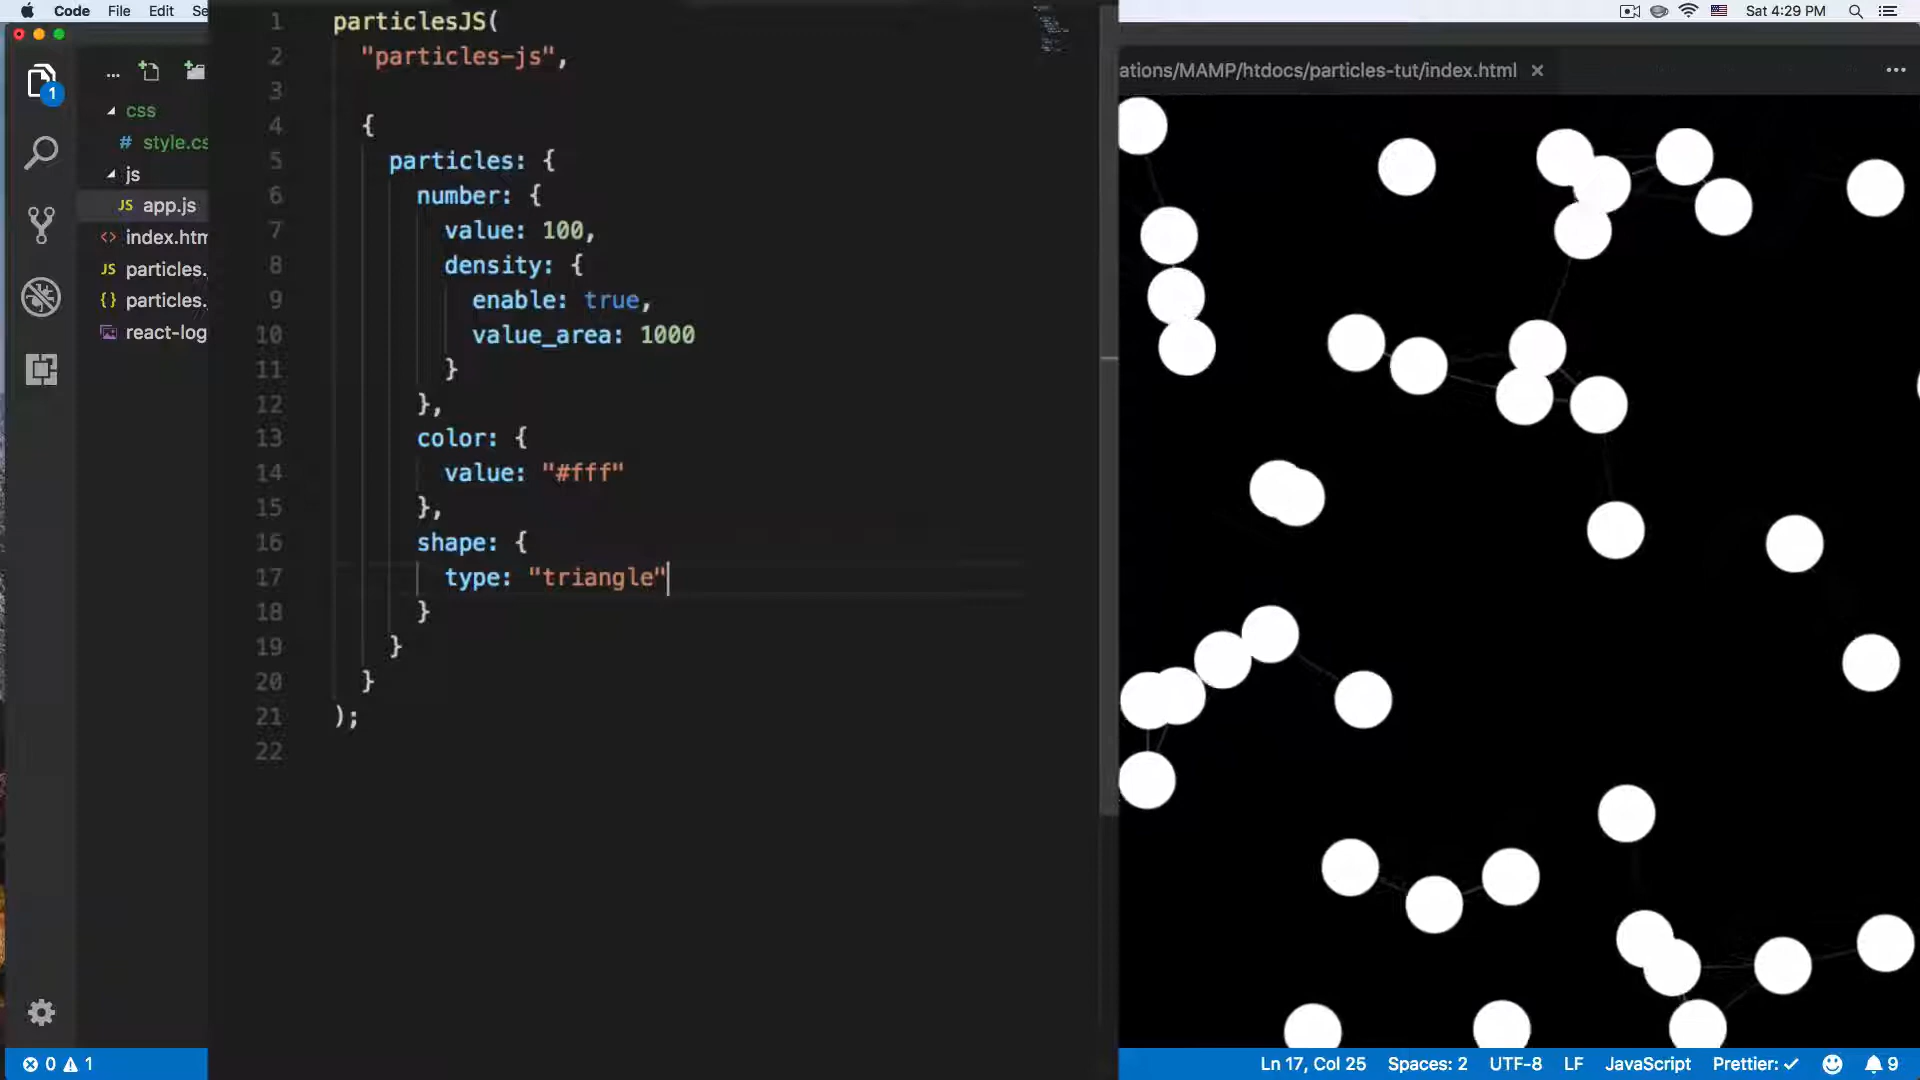 Code File Edit Se
Sat 4:29 PM
1
...
css
# style.cs
js
JS app.js
<> index.htm
JS particles.
{} particles.
react-log
1 particlesJS(
2 "particles-js",
3
4 {
5 particles: {
6 number: {
7 value: 100,
8 density: {
9 enable: true,
10 value_area: 1000
11 }
12 },
13 color: {
14 value: "#fff"
15 },
16 shape: {
17 type: "triangle"
18 }
19 }
20 }
21 );
22
ations/MAMP/htdocs/particles-tut/index.html
0 1
Ln 17, Col 25 Spaces: 2 UTF-8 LF JavaScript Prettier: ✓ 9